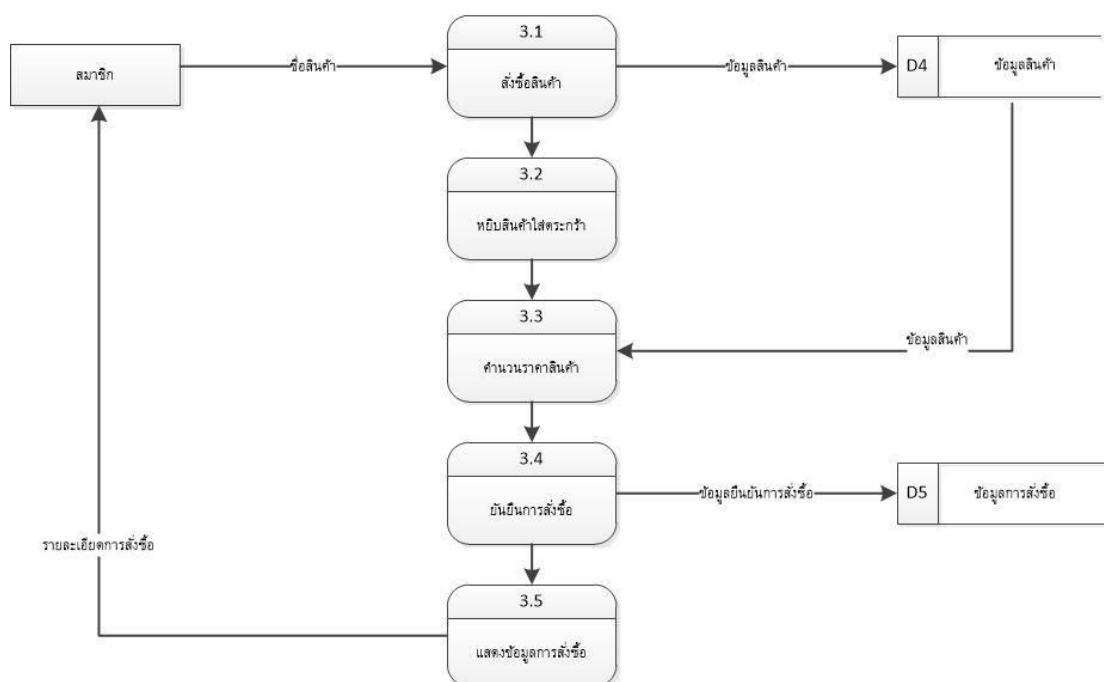 3.1
สมาชิก
ชื่อสินค้า
สั่งซื้อสินค้า
ข้อมูลสินค้า
D4
ข้อมูลสินค้า
3.2
หยิบสินค้าใส่ตระกร้า
3.3
คำนวนราคาสินค้า
ข้อมูลสินค้า
3.4
ยันยืนการสั่งซื้อ
ข้อมูลยืนยันการสั่งซื้อ
D5
ข้อมูลการสั่งซื้อ
รายละเอียดการสั่งซื้อ
3.5
แสดงข้อมูลการสั่งซื้อ